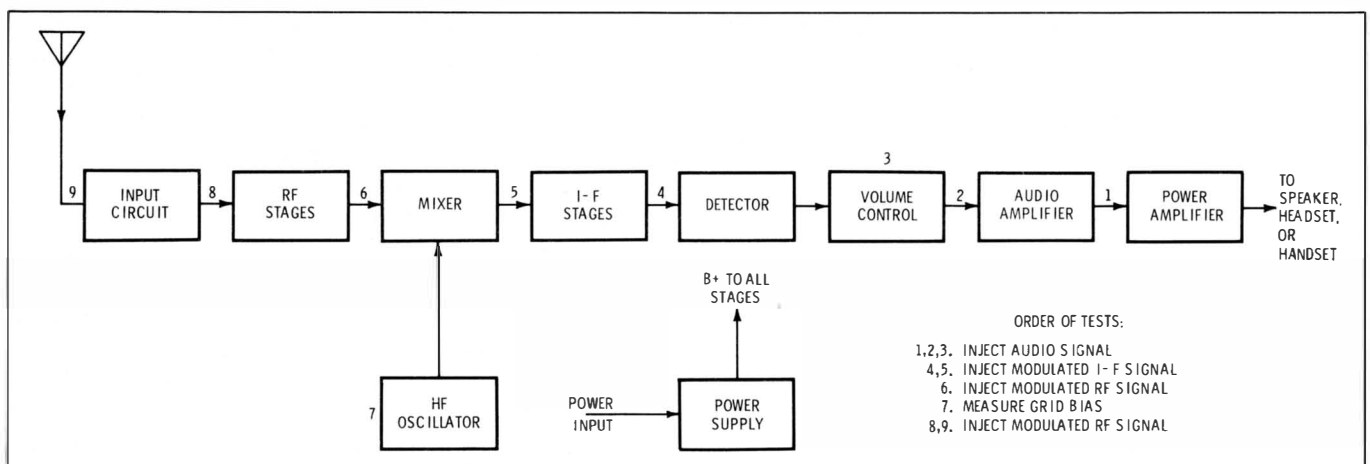 9
INPUT
CIRCUIT
8
RF
STAGES
6
MIXER
5
I-F
STAGES
4
DETECTOR
3
VOLUME
CONTROL
2
AUDIO
AMPLIFIER
1
POWER
AMPLIFIER
TO
SPEAKER,
HEADSET,
OR
HANDSET
B+ TO ALL
STAGES
7
HF
OSCILLATOR
POWER
INPUT
POWER
SUPPLY
ORDER OF TESTS:
1,2,3. INJECT AUDIO SIGNAL
4,5. INJECT MODULATED I-F SIGNAL
6. INJECT MODULATED RF SIGNAL
7. MEASURE GRID BIAS
8,9. INJECT MODULATED RF SIGNAL